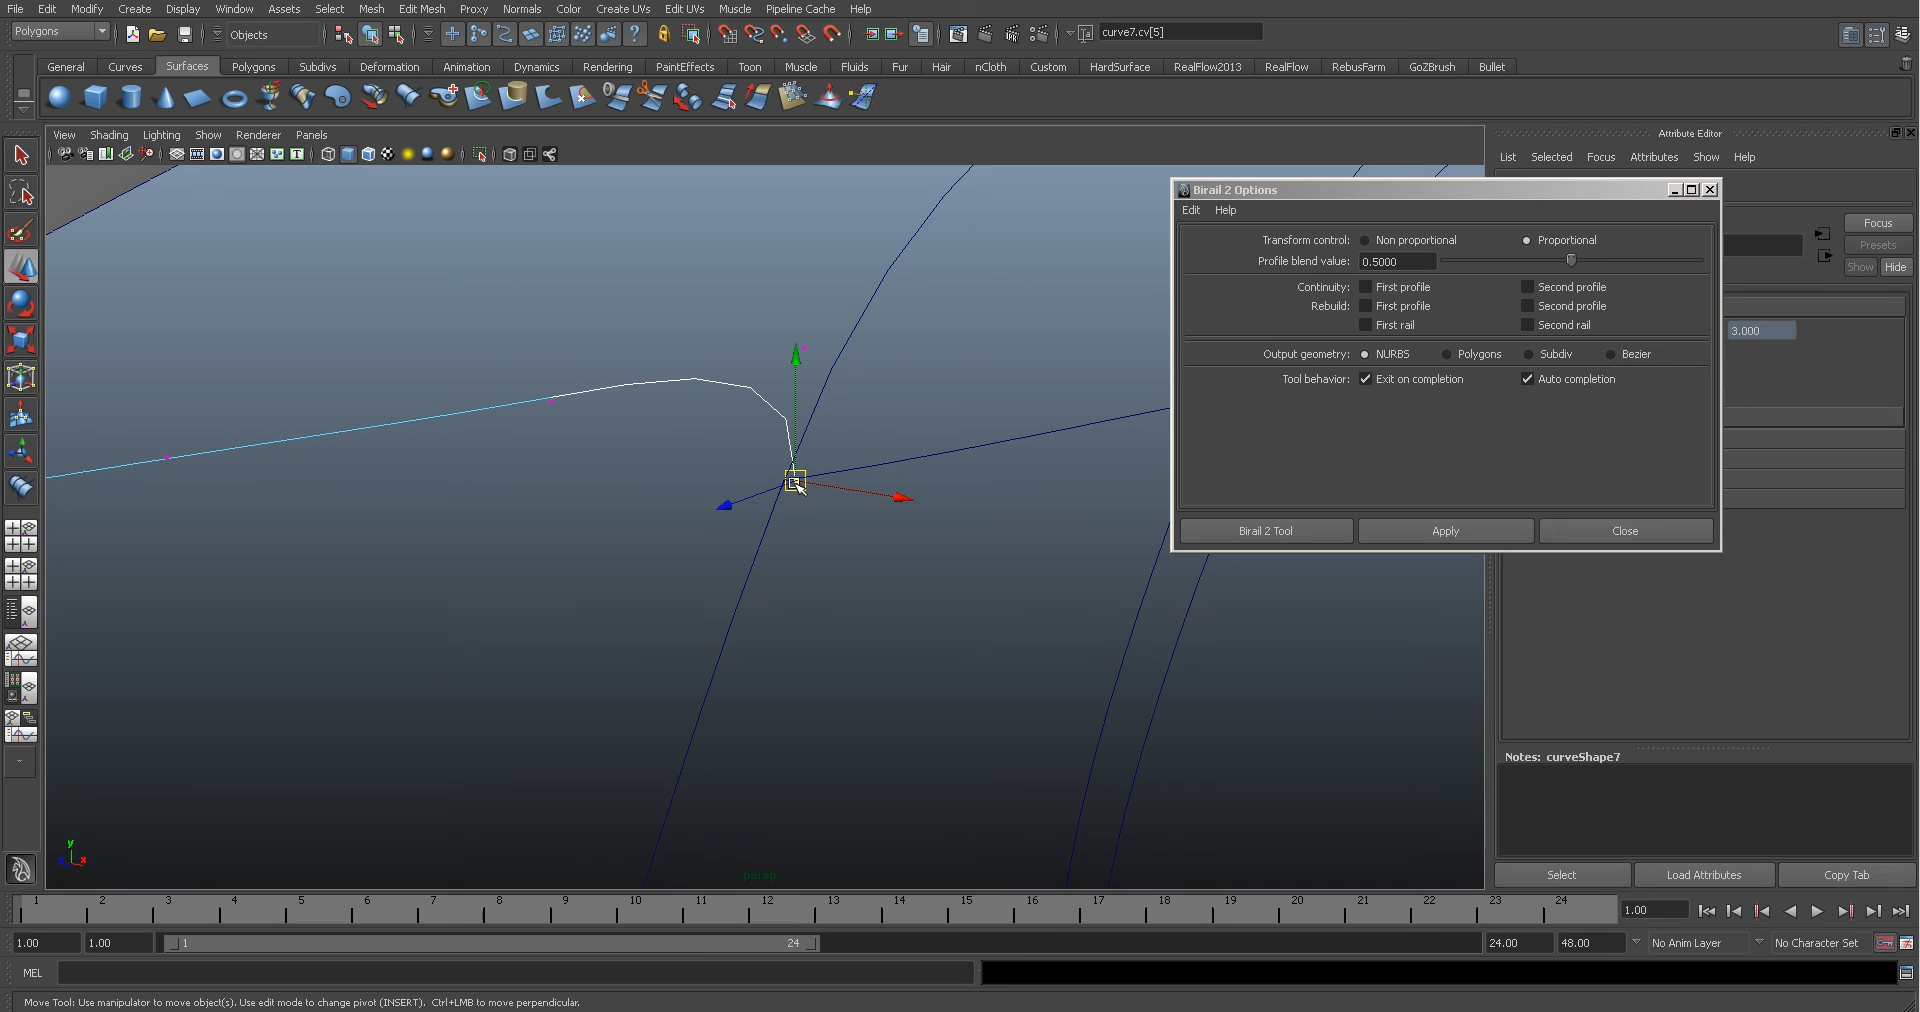 File Edit Modify Create Display Window Assets Select Mesh Edit Mesh Proxy Normals Color Create UVs Edit UVs Muscle Pipeline Cache Help
Polygons Objects curve7.cv[5]
General Curves Surfaces Polygons Subdivs Deformation Animation Dynamics Rendering PaintEffects Toon Muscle Fluids Fur Hair nCloth Custom HardSurface RealFlow2013 RealFlow RebusFarm GoZBrush Bullet
View Shading Lighting Show Renderer Panels
Attribute Editor
List Selected Focus Attributes Show Help
Birail 2 Options
Edit Help
Transform control: Non proportional Proportional
Profile blend value: 0.5000
Continuity: First profile Second profile
Rebuild: First profile Second profile
First rail Second rail
Output geometry: NURBS Polygons Subdiv Bezier
Tool behavior: Exit on completion Auto completion
Birail 2 Tool Apply Close
Focus
Presets
Show Hide
3.000
Notes: curveShape7
Select Load Attributes Copy Tab
y
x
persp
1 2 3 4 5 6 7 8 9 10 11 12 13 14 15 16 17 18 19 20 21 22 23 24 1.00
1.00 1.00 1 24 24.00 48.00 No Anim Layer No Character Set
MEL
Move Tool: Use manipulator to move object(s). Use edit mode to change pivot (INSERT). Ctrl+LMB to move perpendicular.